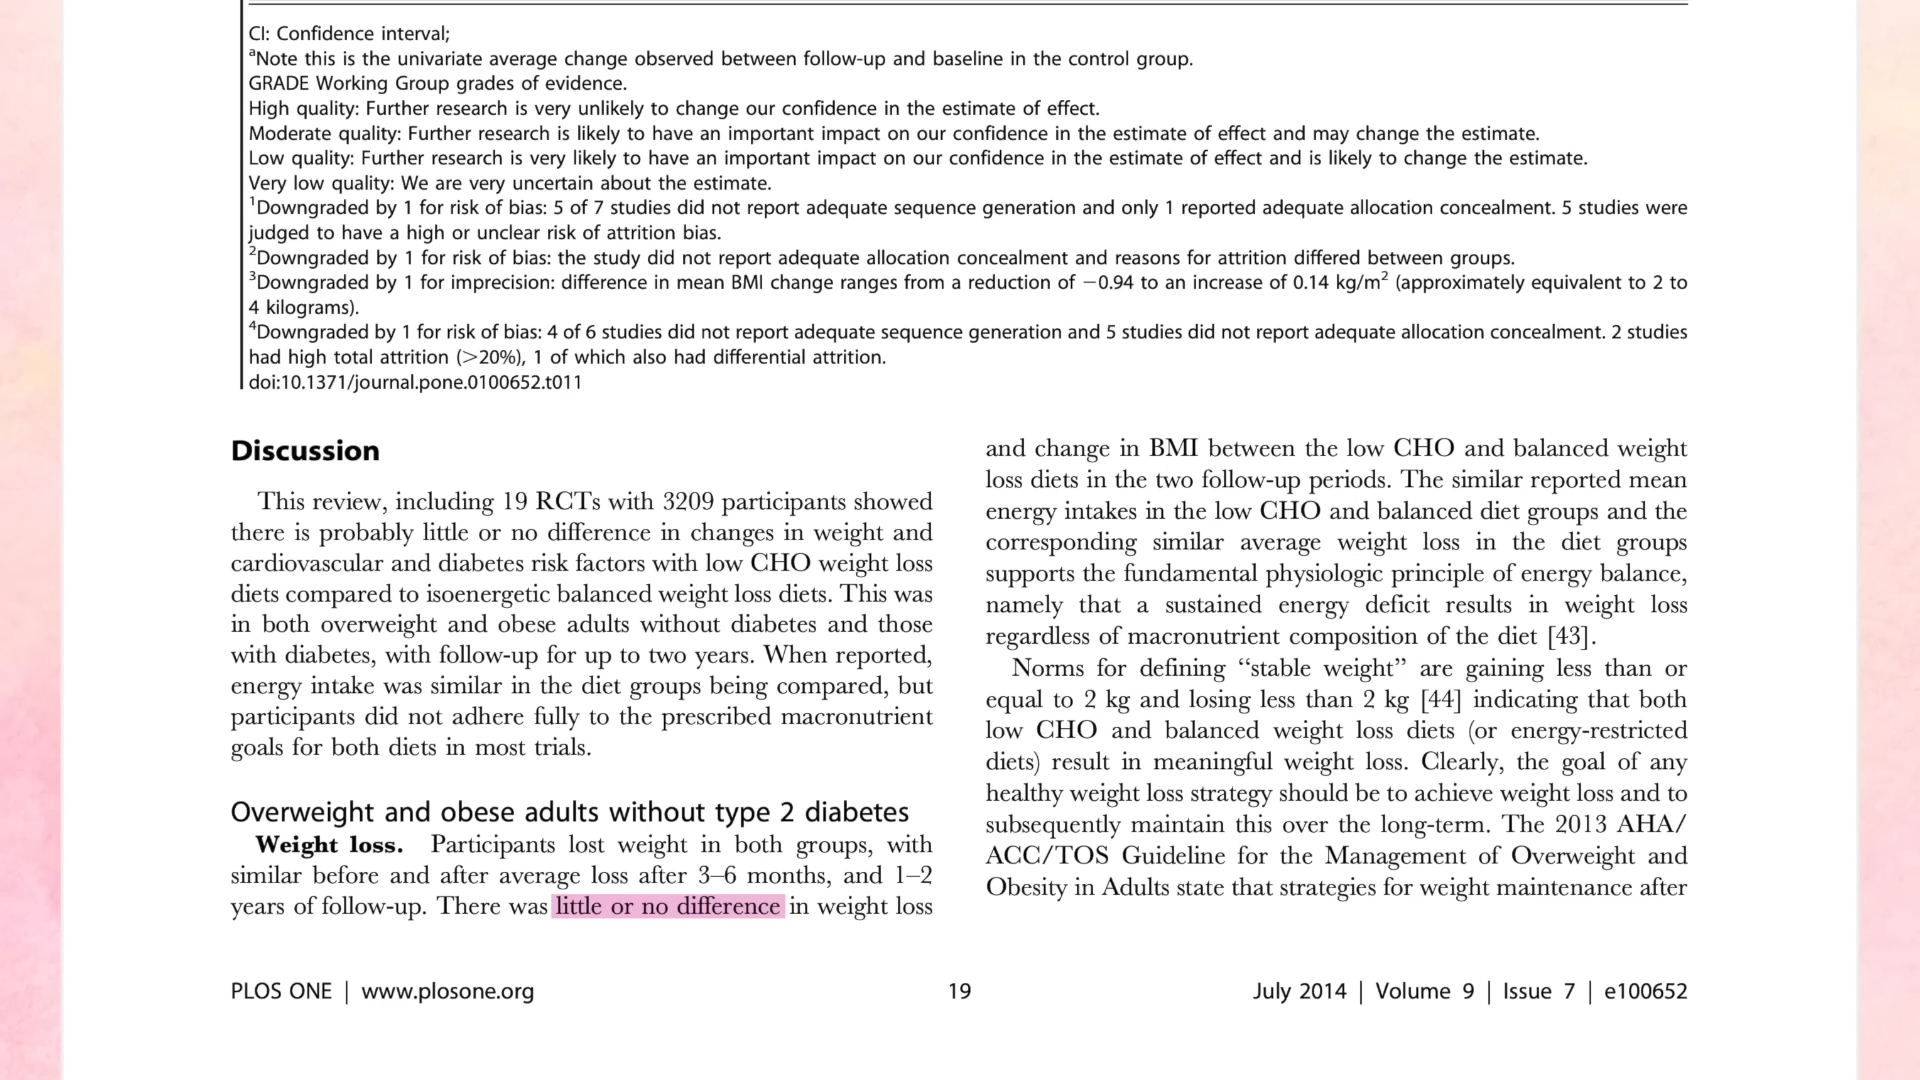 CI: Confidence interval;
aNote this is the univariate average change observed between follow-up and baseline in the control group.
GRADE Working Group grades of evidence.
High quality: Further research is very unlikely to change our confidence in the estimate of effect.
Moderate quality: Further research is likely to have an important impact on our confidence in the estimate of effect and may change the estimate.
Low quality: Further research is very likely to have an important impact on our confidence in the estimate of effect and is likely to change the estimate.
Very low quality: We are very uncertain about the estimate.
1Downgraded by 1 for risk of bias: 5 of 7 studies did not report adequate sequence generation and only 1 reported adequate allocation concealment. 5 studies were
judged to have a high or unclear risk of attrition bias.
2Downgraded by 1 for risk of bias: the study did not report adequate allocation concealment and reasons for attrition differed between groups.
3Downgraded by 1 for imprecision: difference in mean BMI change ranges from a reduction of −0.94 to an increase of 0.14 kg/m2 (approximately equivalent to 2 to
4 kilograms).
4Downgraded by 1 for risk of bias: 4 of 6 studies did not report adequate sequence generation and 5 studies did not report adequate allocation concealment. 2 studies
had high total attrition (>20%), 1 of which also had differential attrition.
doi:10.1371/journal.pone.0100652.t011
Discussion
This review, including 19 RCTs with 3209 participants showed
there is probably little or no difference in changes in weight and
cardiovascular and diabetes risk factors with low CHO weight loss
diets compared to isoenergetic balanced weight loss diets. This was
in both overweight and obese adults without diabetes and those
with diabetes, with follow-up for up to two years. When reported,
energy intake was similar in the diet groups being compared, but
participants did not adhere fully to the prescribed macronutrient
goals for both diets in most trials.
Overweight and obese adults without type 2 diabetes
Weight loss. Participants lost weight in both groups, with
similar before and after average loss after 3–6 months, and 1–2
years of follow-up. There was little or no difference in weight loss
and change in BMI between the low CHO and balanced weight
loss diets in the two follow-up periods. The similar reported mean
energy intakes in the low CHO and balanced diet groups and the
corresponding similar average weight loss in the diet groups
supports the fundamental physiologic principle of energy balance,
namely that a sustained energy deficit results in weight loss
regardless of macronutrient composition of the diet [43].
Norms for defining “stable weight” are gaining less than or
equal to 2 kg and losing less than 2 kg [44] indicating that both
low CHO and balanced weight loss diets (or energy-restricted
diets) result in meaningful weight loss. Clearly, the goal of any
healthy weight loss strategy should be to achieve weight loss and to
subsequently maintain this over the long-term. The 2013 AHA/
ACC/TOS Guideline for the Management of Overweight and
Obesity in Adults state that strategies for weight maintenance after
PLOS ONE | www.plosone.org
19
July 2014 | Volume 9 | Issue 7 | e100652